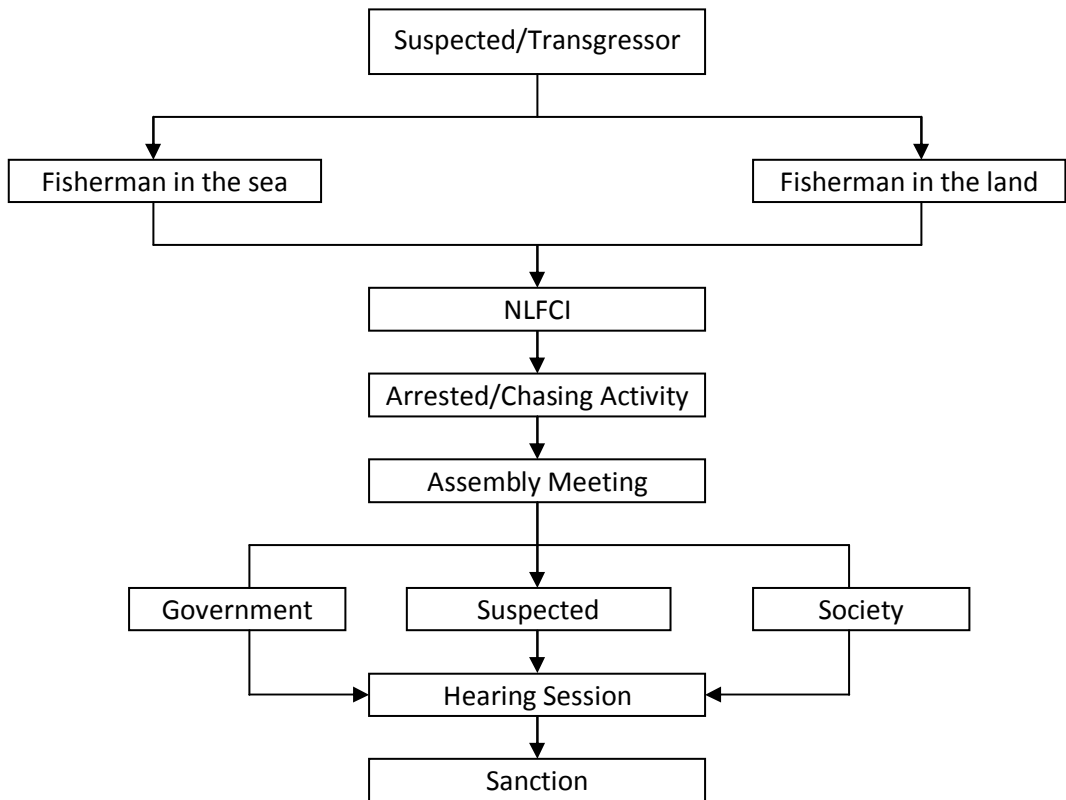 Suspected/Transgressor
Fisherman in the sea
Fisherman in the land
NLFCI
Arrested/Chasing Activity
Assembly Meeting
Government
Suspected
Society
Hearing Session
Sanction